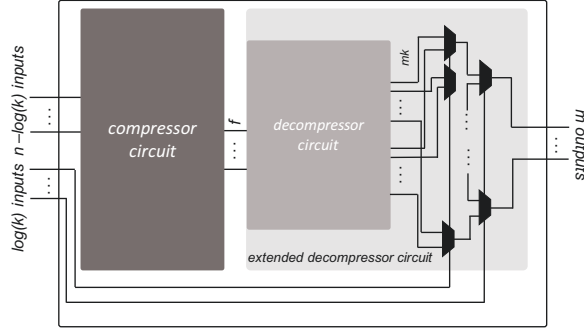 n –log(k) inputs
log(k) inputs
compressor
circuit
f
decompressor
circuit
mk
extended decompressor circuit
m outputs